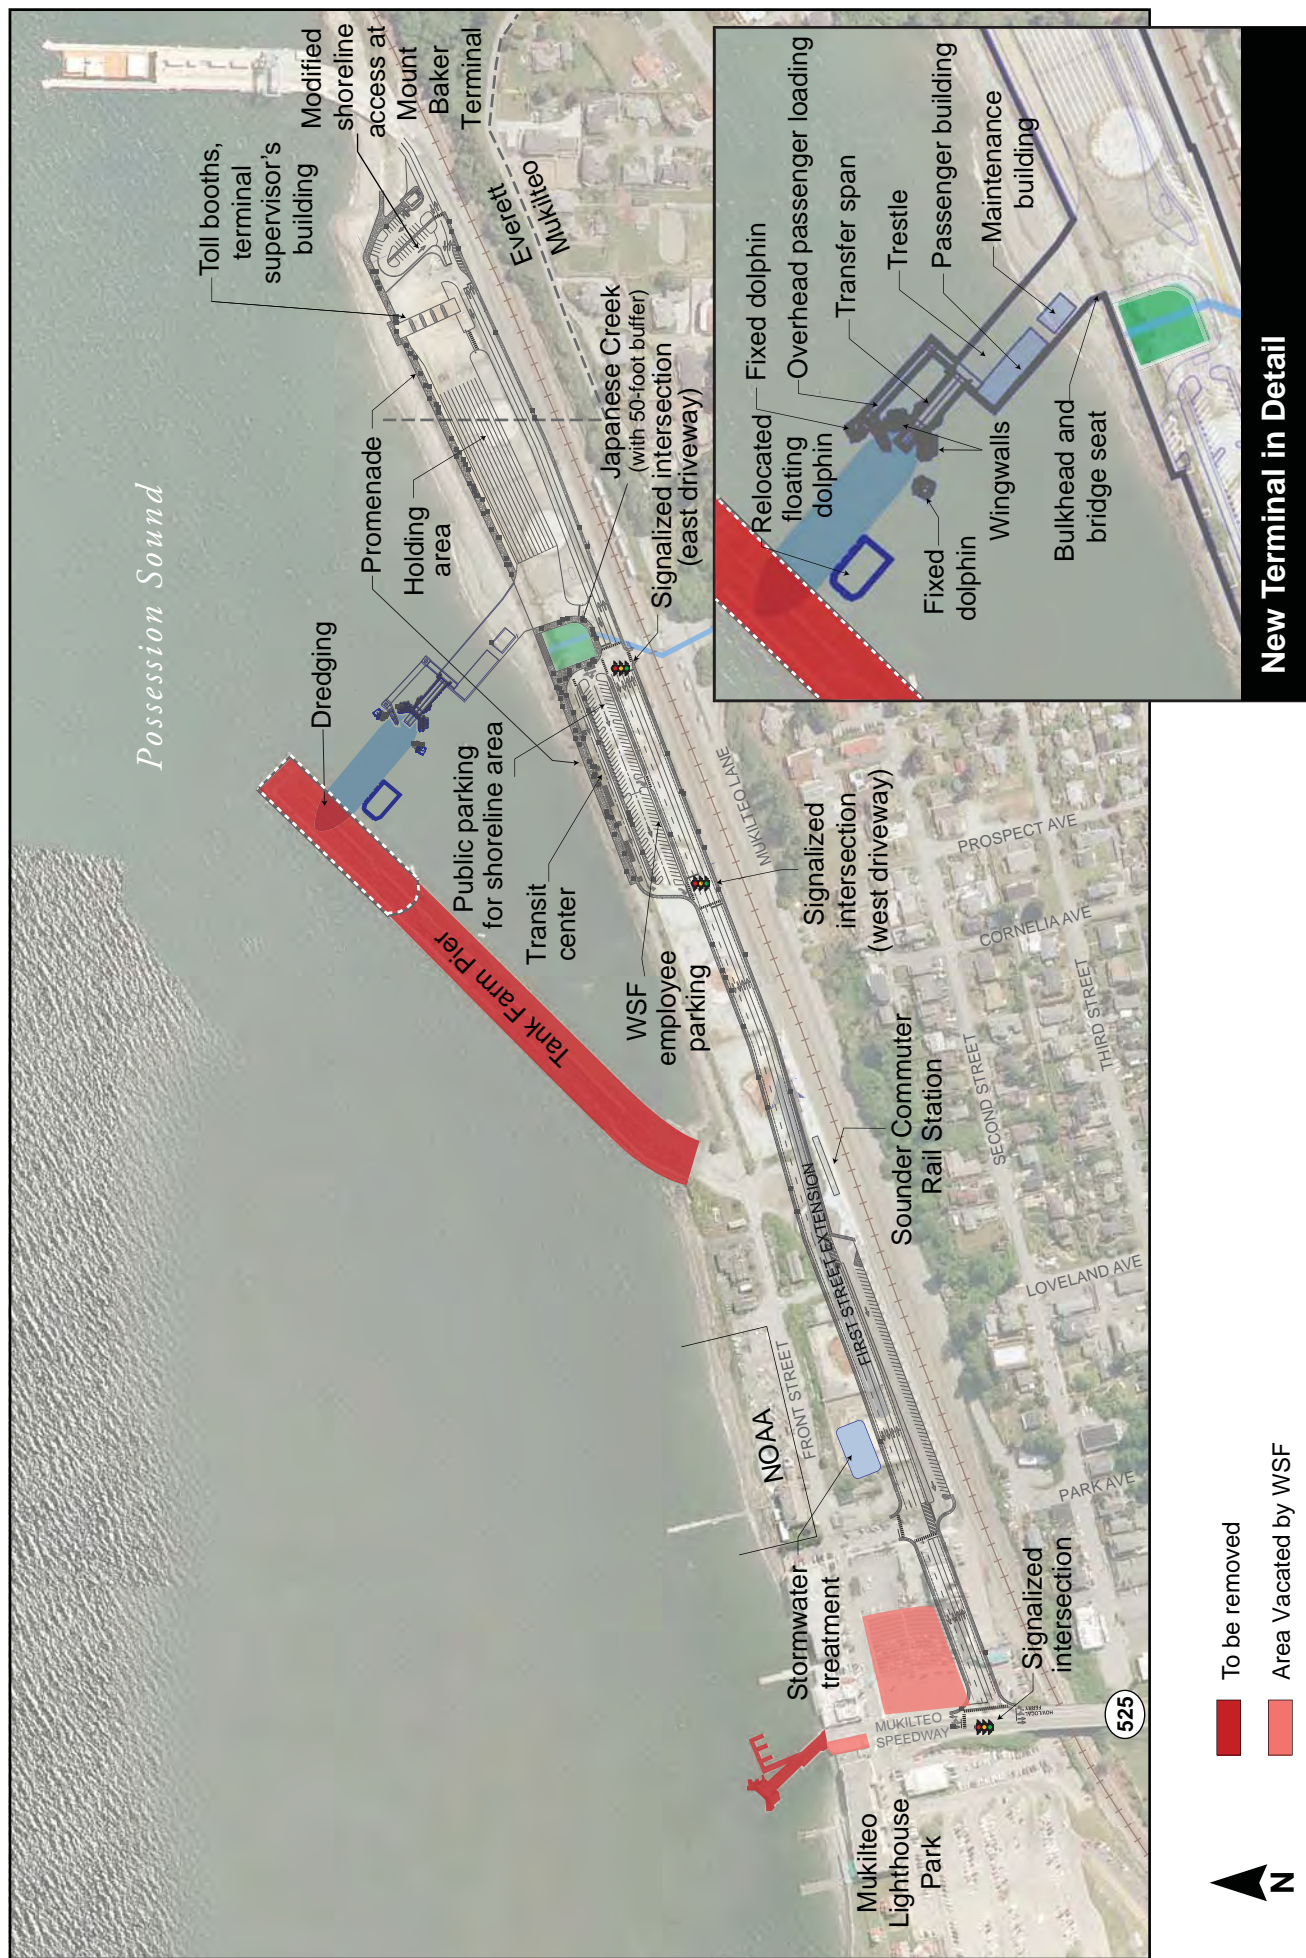 Possession Sound
Toll booths,
terminal
supervisor's
building
Modified
shoreline
access at
Mount
Baker
Terminal
Everett
Mukilteo
Promenade
Holding
area
Japanese Creek
(with 50-foot buffer)
Signalized intersection
(east driveway)
Dredging
Public parking
for shoreline area
Transit
center
WSF
employee
parking
Tank Farm Pier
MUKILTEO LANE
Signalized
intersection
(west driveway)
PROSPECT AVE
CORNELIA AVE
THIRD STREET
SECOND STREET
LOVELAND AVE
PARK AVE
Sounder Commuter
Rail Station
FIRST STREET EXTENSION
NOAA
FRONT STREET
Stormwater
treatment
Signalized
intersection
MUKILTEO
SPEEDWAY
525
Mukilteo
Lighthouse
Park
Relocated
floating
dolphin
Fixed dolphin
Overhead passenger loading
Transfer span
Trestle
Passenger building
Maintenance
building
Fixed
dolphin
Wingwalls
Bulkhead and
bridge seat
New Terminal in Detail
N
To be removed
Area Vacated by WSF